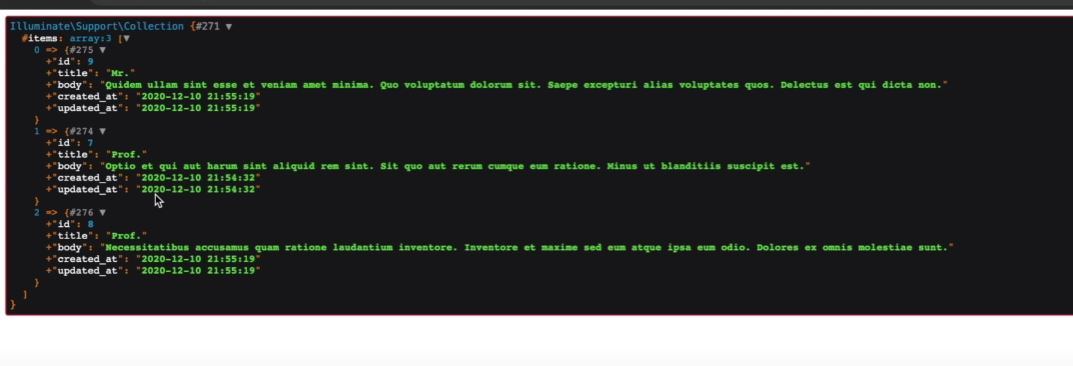 Illuminate\Support\Collection {#271 ▼
#items: array:3 [▼
0 => {#275 ▼
+"id": 9
+"title": "Mr."
+"body": "Quidem ullam sint esse et veniam amet minima. Quo voluptatum dolorum sit. Saepe excepturi alias voluptates quos. Delectus est qui dicta non."
+"created_at": "2020-12-10 21:55:19"
+"updated_at": "2020-12-10 21:55:19"
}
1 => {#274 ▼
+"id": 7
+"title": "Prof."
+"body": "Optio et qui aut harum sint aliquid rem sint. Sit quo aut rerum cumque eum ratione. Minus ut blanditiis suscipit est."
+"created_at": "2020-12-10 21:54:32"
+"updated_at": "2020-12-10 21:54:32"
}
2 => {#276 ▼
+"id": 8
+"title": "Prof."
+"body": "Necessitatibus accusamus quam ratione laudantium inventore. Inventore et maxime sed eum atque ipsa eum odio. Dolores ex omnis molestiae sunt."
+"created_at": "2020-12-10 21:55:19"
+"updated_at": "2020-12-10 21:55:19"
}
]
}